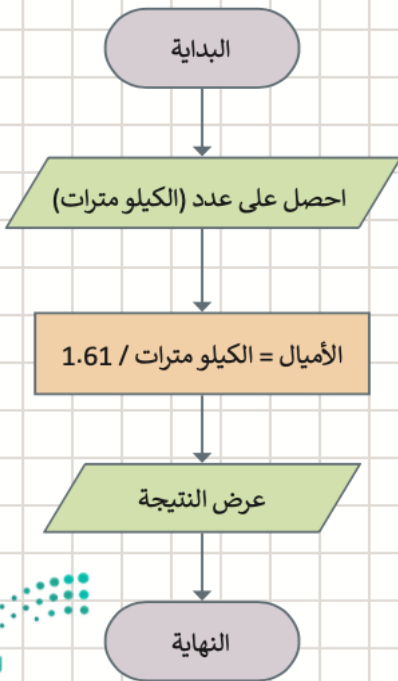 البداية
احصل على عدد (الكيلو مترات)
الأميال = الكيلو مترات / 1.61
عرض النتيجة
النهاية